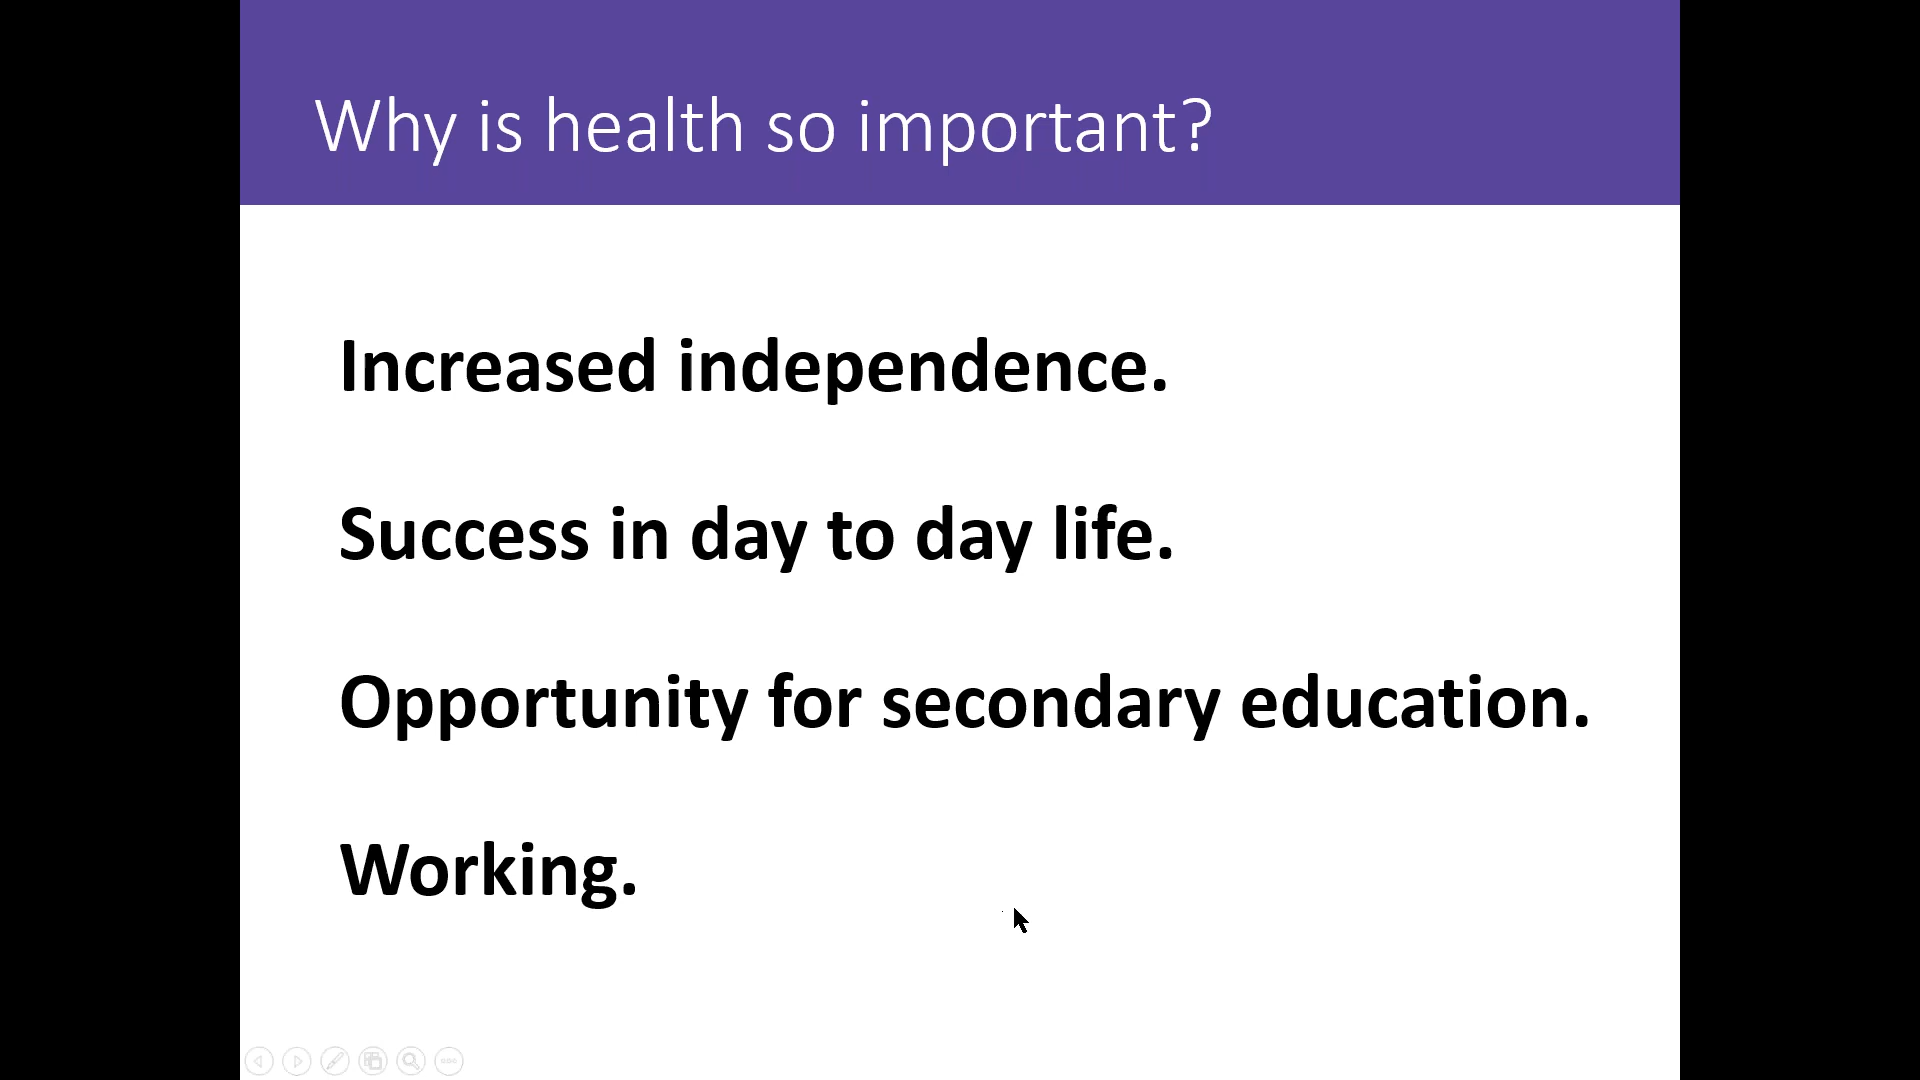 Why is health so important?
Increased independence.
Success in day to day life.
Opportunity for secondary education.
Working.